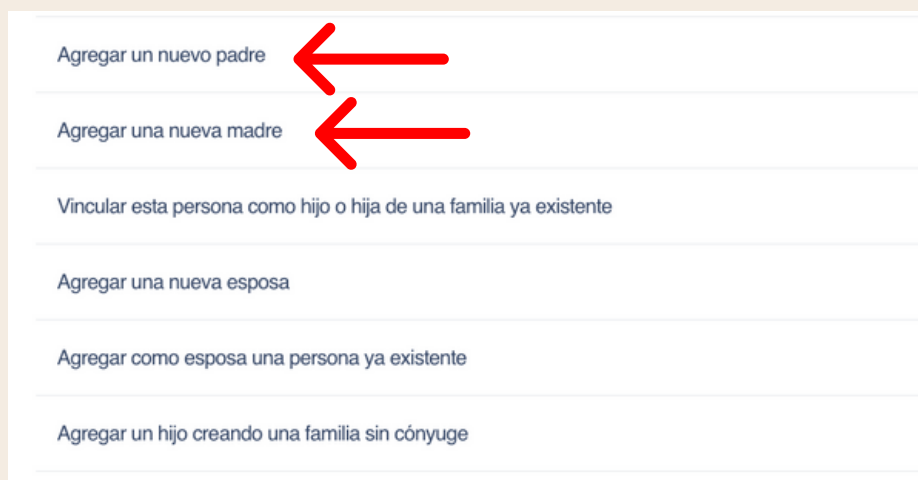 Agregar un nuevo padre
Agregar una nueva madre
Vincular esta persona como hijo o hija de una familia ya existente
Agregar una nueva esposa
Agregar como esposa una persona ya existente
Agregar un hijo creando una familia sin cónyuge